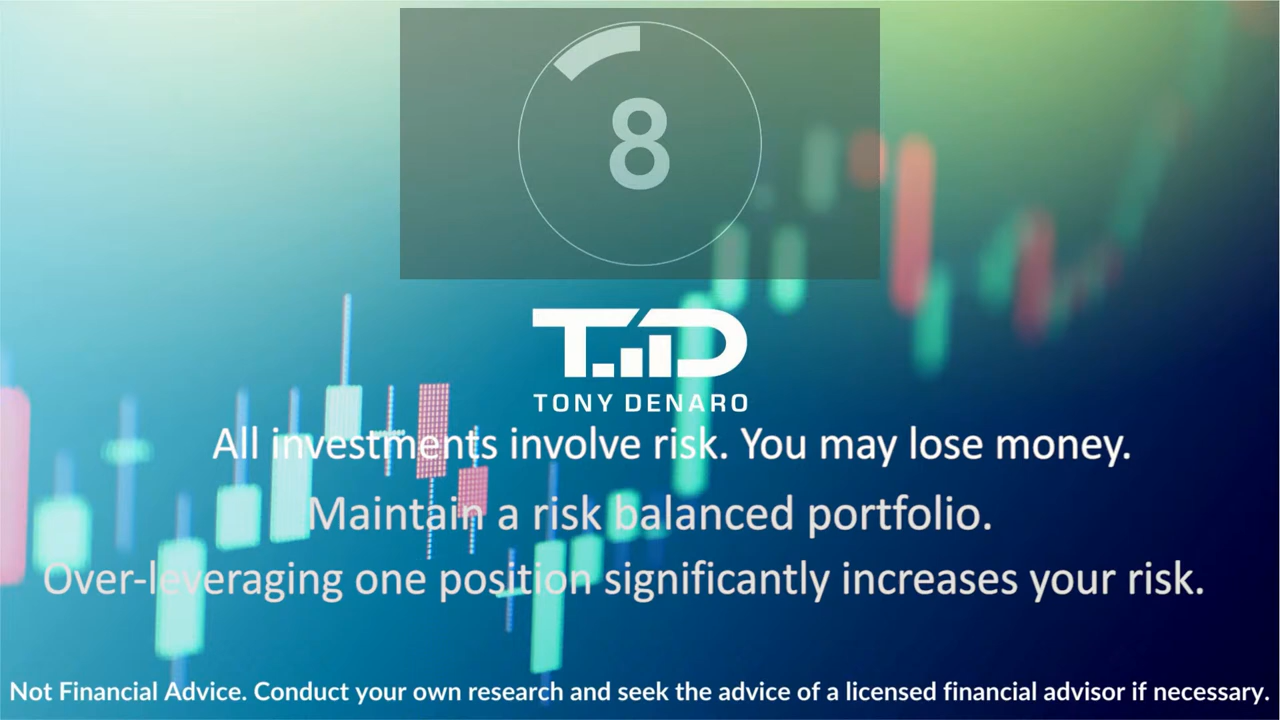 8
TD
TONY DENARO
All investments involve risk. You may lose money.
Maintain a risk balanced portfolio.
Over-leveraging one position significantly increases your risk.
Not Financial Advice. Conduct your own research and seek the advice of a licensed financial advisor if necessary.